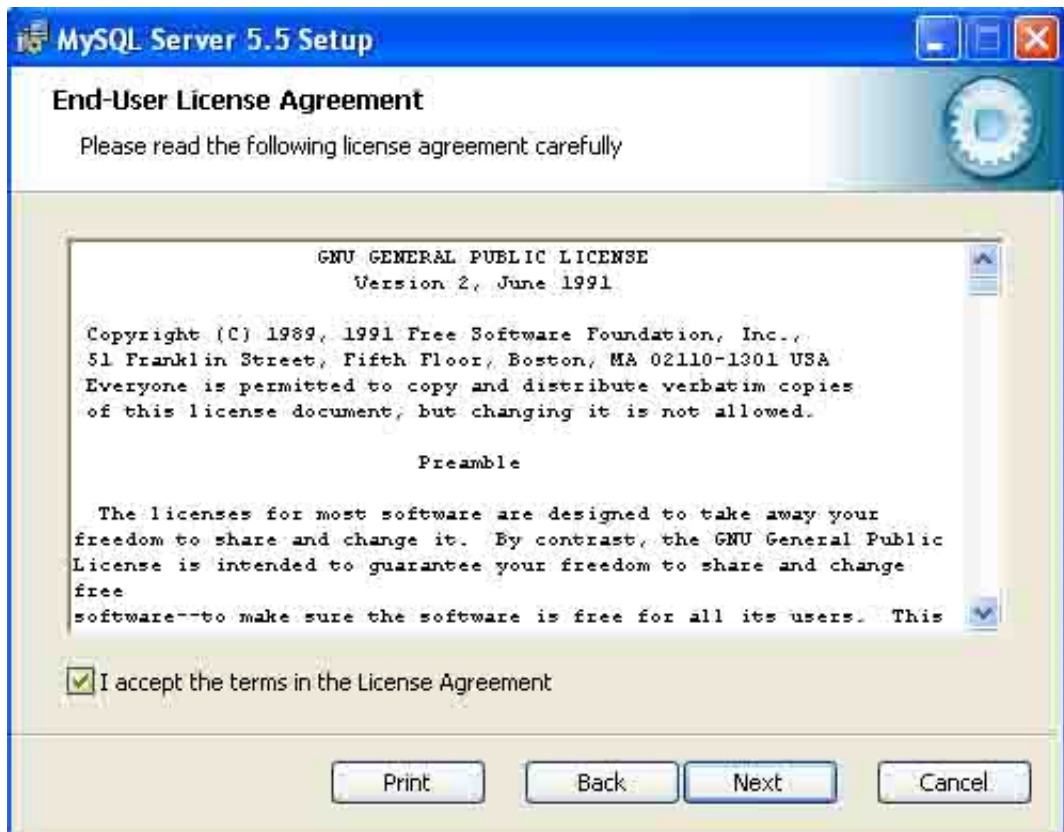 MySQL Server 5.5 Setup
End-User License Agreement
Please read the following license agreement carefully
GNU GENERAL PUBLIC LICENSE
Version 2, June 1991
Copyright (C) 1989, 1991 Free Software Foundation, Inc.,
51 Franklin Street, Fifth Floor, Boston, MA 02110-1301 USA
Everyone is permitted to copy and distribute verbatim copies
of this license document, but changing it is not allowed.
Preamble
The licenses for most software are designed to take away your
freedom to share and change it. By contrast, the GNU General Public
License is intended to guarantee your freedom to share and change
free
software--to make sure the software is free for all its users. This
I accept the terms in the License Agreement
Print Back Next Cancel